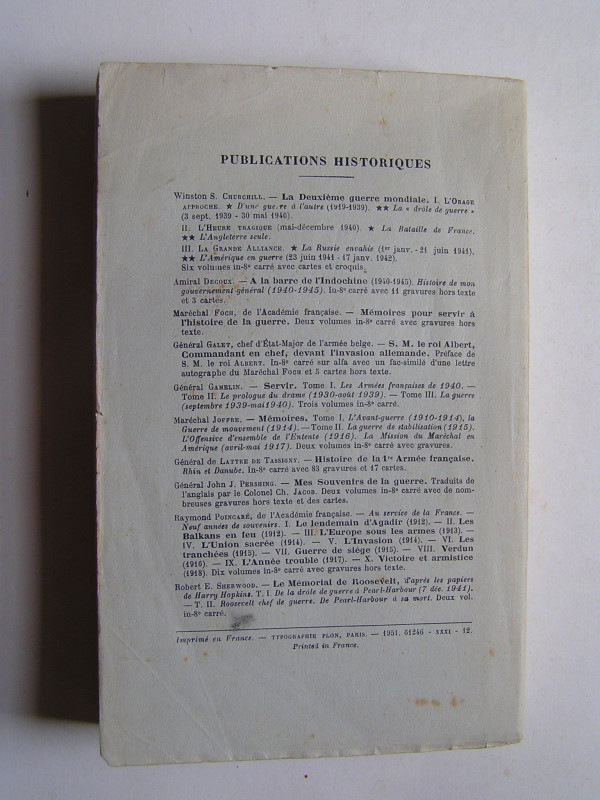 PUBLICATIONS HISTORIQUES
Winston S. CHURCHILL. — La Deuxième guerre mondiale. I. L'ORAGE
APPROCHE. ★ D'une guerre à l'autre (1919-1939). ★★ La « drôle de guerre »
(3 sept. 1939 - 30 mai 1940).
II. L'HEURE TRAGIQUE (mai-décembre 1940). ★ La Bataille de France.
★★ L'Angleterre seule.
III. LA GRANDE ALLIANCE. ★ La Russie envahie (1er janv. - 21 juin 1941).
★★ L'Amérique en guerre (23 juin 1941 - 17 janv. 1942).
Six volumes in-8° carré avec cartes et croquis.
Amiral DECOUX. — A la barre de l'Indochine (1940-1945). Histoire de mon
gouvernement général (1940-1945). In-8° carré avec 11 gravures hors texte
et 3 cartes.
Maréchal FOCH, de l'Académie française. — Mémoires pour servir à
l'histoire de la guerre. Deux volumes in-8° carré avec gravures hors
texte.
Général GALET, chef d'État-Major de l'armée belge. — S. M. le roi Albert,
Commandant en chef, devant l'invasion allemande. Préface de
S. M. le roi ALBERT. In-8° carré sur alfa avec un fac-similé d'une lettre
autographe du Maréchal Foch et 5 cartes hors texte.
Général GAMELIN. — Servir. Tome I. Les Armées françaises de 1940. —
Tome II. Le prologue du drame (1930-août 1939). — Tome III. La guerre
(septembre 1939-mai 1940). Trois volumes in-8° carré.
Maréchal JOFFRE. — Mémoires. Tome I. L'Avant-guerre (1910-1914), la
Guerre de mouvement (1914). — Tome II. La guerre de stabilisation (1915).
L'Offensive d'ensemble de l'Entente (1916). La Mission du Maréchal en
Amérique (avril-mai 1917). Deux volumes in-8° carré avec gravures.
Général de LATTRE DE TASSIGNY. — Histoire de la 1re Armée française.
Rhin et Danube. In-8° carré avec 83 gravures et 17 cartes.
Général John J. PERSHING. — Mes Souvenirs de la guerre. Traduits de
l'anglais par le Colonel Ch. JACOB. Deux volumes in-8° carré avec de nom-
breuses gravures hors texte et des cartes.
Raymond POINCARÉ, de l'Académie française. — Au service de la France. —
Neuf années de souvenirs. I. Le lendemain d'Agadir (1912). — II. Les
Balkans en feu (1912). — III. L'Europe sous les armes (1913). —
IV. L'Union sacrée (1914). — V. L'Invasion (1914). — VI. Les
tranchées (1915). — VII. Guerre de siège (1915). — VIII. Verdun
(1916). — IX. L'Année trouble (1917). — X. Victoire et armistice
(1918). Dix volumes in-8° carré avec gravures hors texte.
Robert E. SHERWOOD. — Le Mémorial de Roosevelt, d'après les papiers
de Harry Hopkins. T. I. De la drôle de guerre à Pearl-Harbour (7 déc. 1941).
— T. II. Roosevelt chef de guerre. De Pearl-Harbour à sa mort. Deux vol.
in-8° carré.
Imprimé en France. — TYPOGRAPHIE PLON, PARIS. — 1951. 61246 - XXXI - 12.
Printed in France.